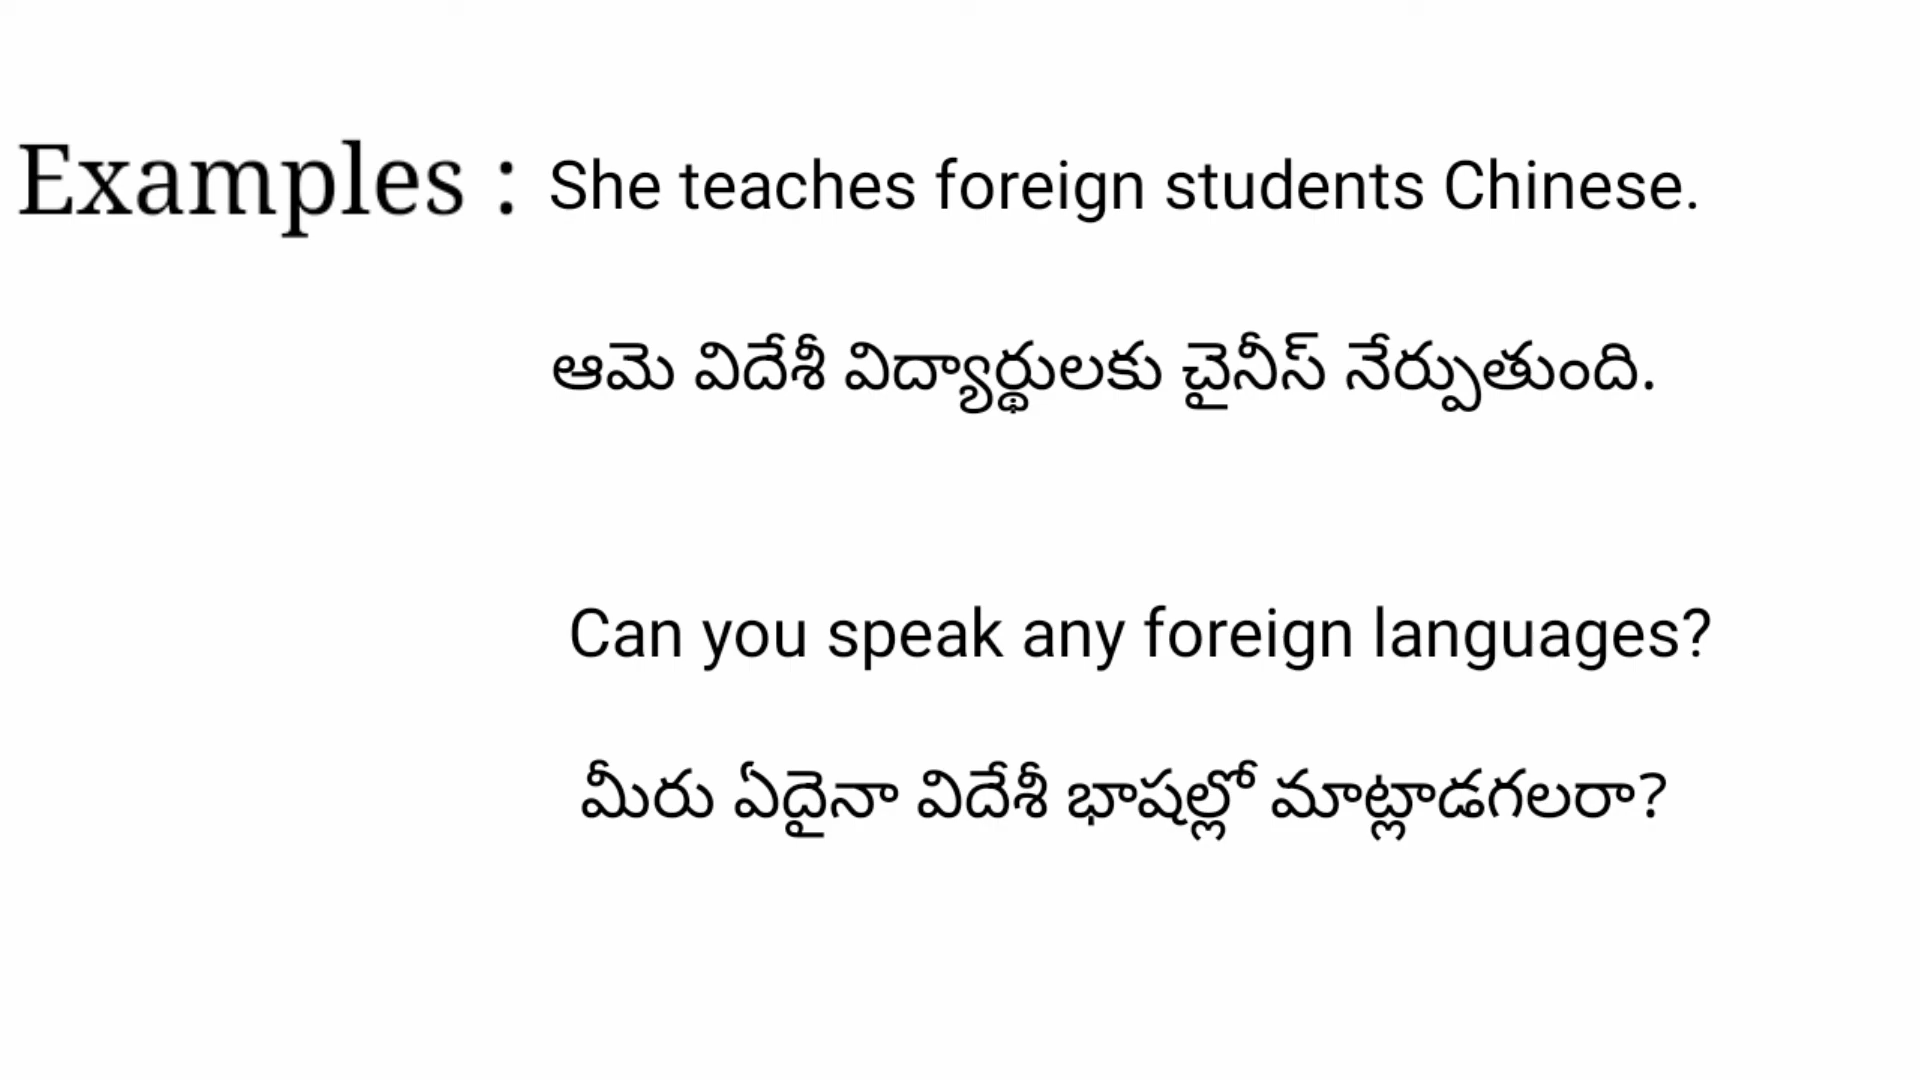 Examples : She teaches foreign students Chinese.
ఆమె విదేశీ విద్యార్థులకు చైనీస్ నేర్పుతుంది.
Can you speak any foreign languages?
మీరు ఏదైనా విదేశీ భాషల్లో మాట్లాడగలరా?